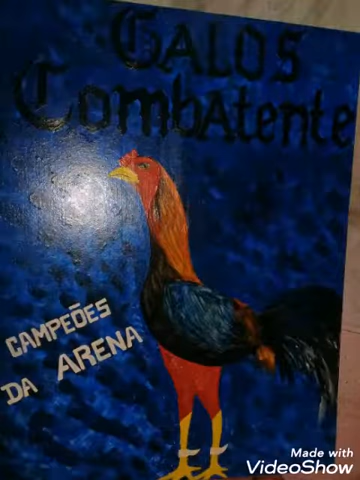 GALOS
Combatente
CAMPEÕES
DA ARENA
Made with
VideoShow